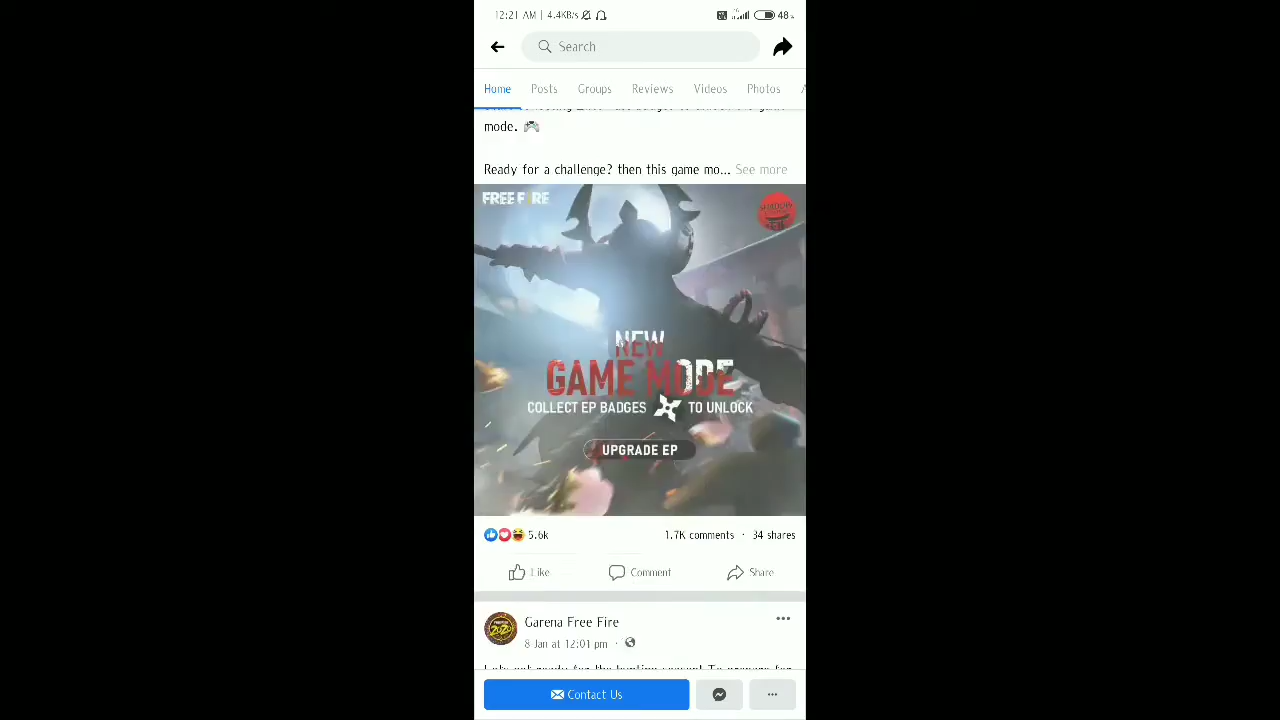 12:21 AM | 4.4KB/s
48
Search
Home Posts Groups Reviews Videos Photos
mode. 🎮
Ready for a challenge? then this game mo... See more
FREE FIRE
NEW
GAME MODE
COLLECT EP BADGES TO UNLOCK
UPGRADE EP
5.6k 1.7K comments · 34 shares
Like Comment Share
Garena Free Fire
8 Jan at 12:01 pm ·
Contact Us